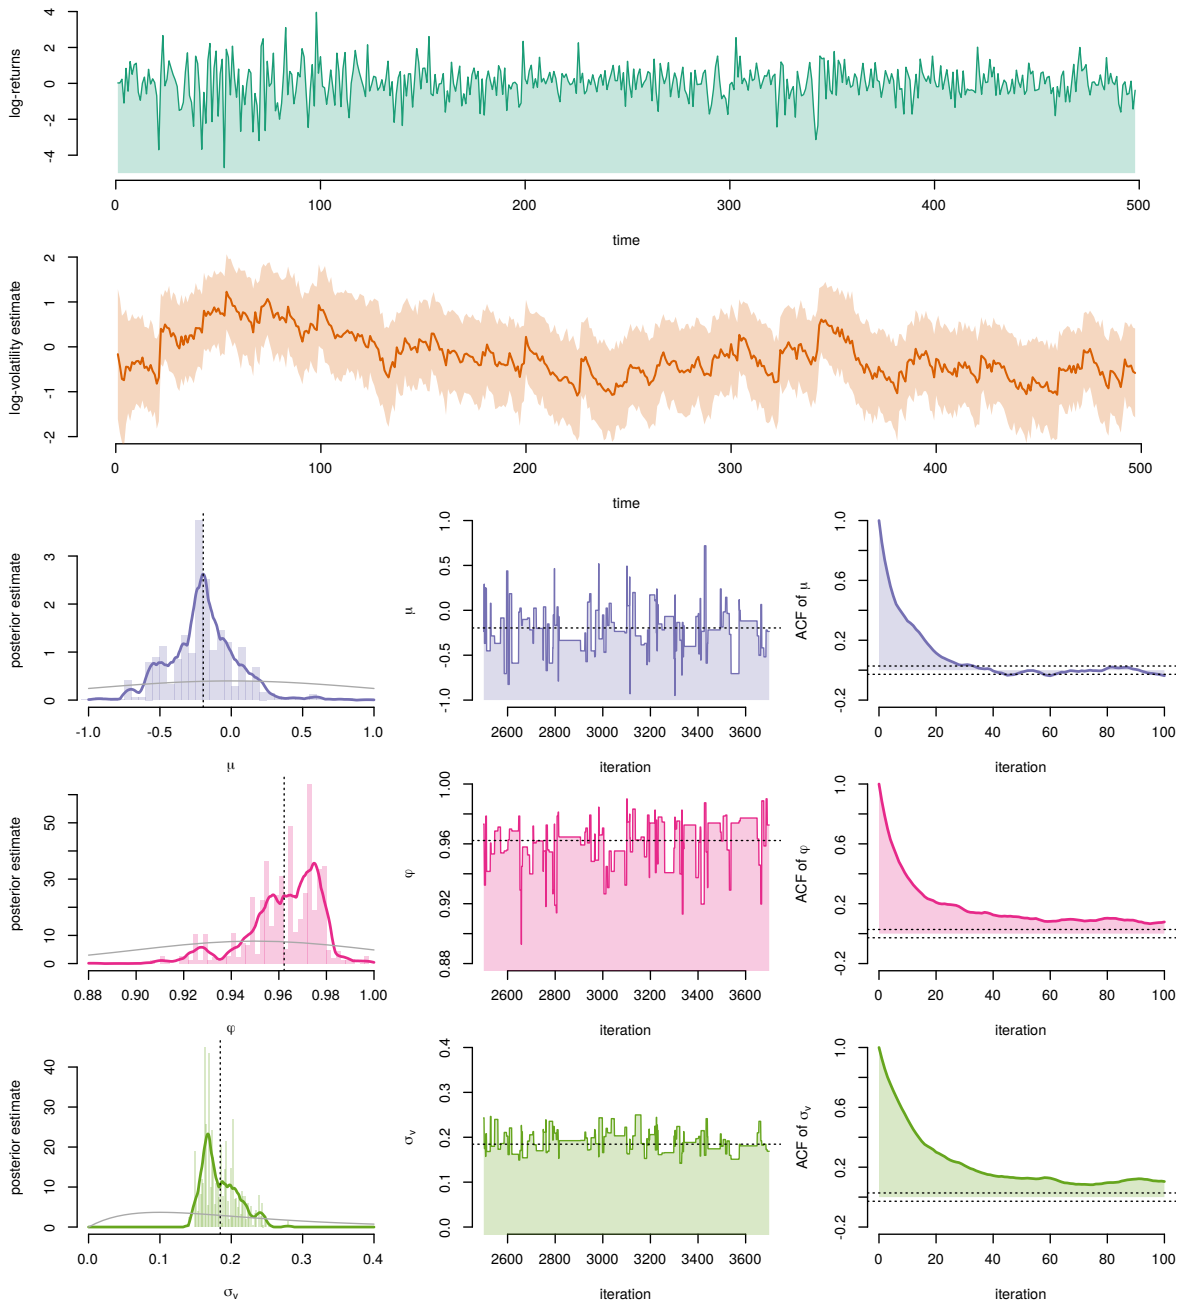 log-returns
4
2
0
-2
-4
0 100 200 300 400 500
time
log-volatility estimate
2
1
0
-1
-2
0 100 200 300 400 500
time
posterior estimate
3
2
1
0
-1.0 -0.5 0.0 0.5 1.0
μ
μ
1.0
0.5
0.0
-0.5
-1.0
2600 2800 3000 3200 3400 3600
iteration
ACF of μ
1.0
0.6
0.2
-0.2
0 20 40 60 80 100
iteration
posterior estimate
50
30
10
0
0.88 0.90 0.92 0.94 0.96 0.98 1.00
φ
φ
1.00
0.96
0.92
0.88
2600 2800 3000 3200 3400 3600
iteration
ACF of φ
1.0
0.6
0.2
-0.2
0 20 40 60 80 100
iteration
posterior estimate
40
30
20
10
0
0.0 0.1 0.2 0.3 0.4
σv
σv
0.4
0.3
0.2
0.1
0.0
2600 2800 3000 3200 3400 3600
iteration
ACF of σv
1.0
0.6
0.2
-0.2
0 20 40 60 80 100
iteration